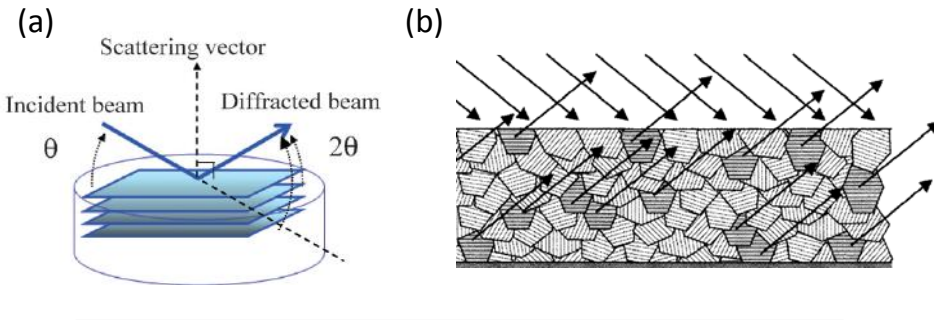 (a)
(b)
Scattering vector
Incident beam
Diffracted beam
θ
2θ